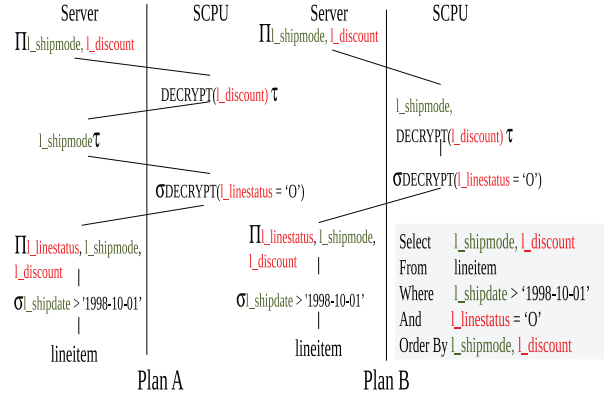 Server SCPU Server SCPU
Πl_shipmode, l_discount
DECRYPT(l_discount) τ
l_shipmodeτ
σDECRYPT(l_linestatus = 'O')
Πl_linestatus, l_shipmode,
l_discount
σl_shipdate > '1998-10-01'
lineitem
Plan A
Πl_shipmode, l_discount
l_shipmode,
DECRYPT(l_discount) τ
σDECRYPT(l_linestatus = 'O')
Πl_linestatus, l_shipmode,
l_discount
σl_shipdate > '1998-10-01'
lineitem
Plan B
Select l_shipmode, l_discount
From lineitem
Where l_shipdate > '1998-10-01'
And l_linestatus = 'O'
Order By l_shipmode, l_discount